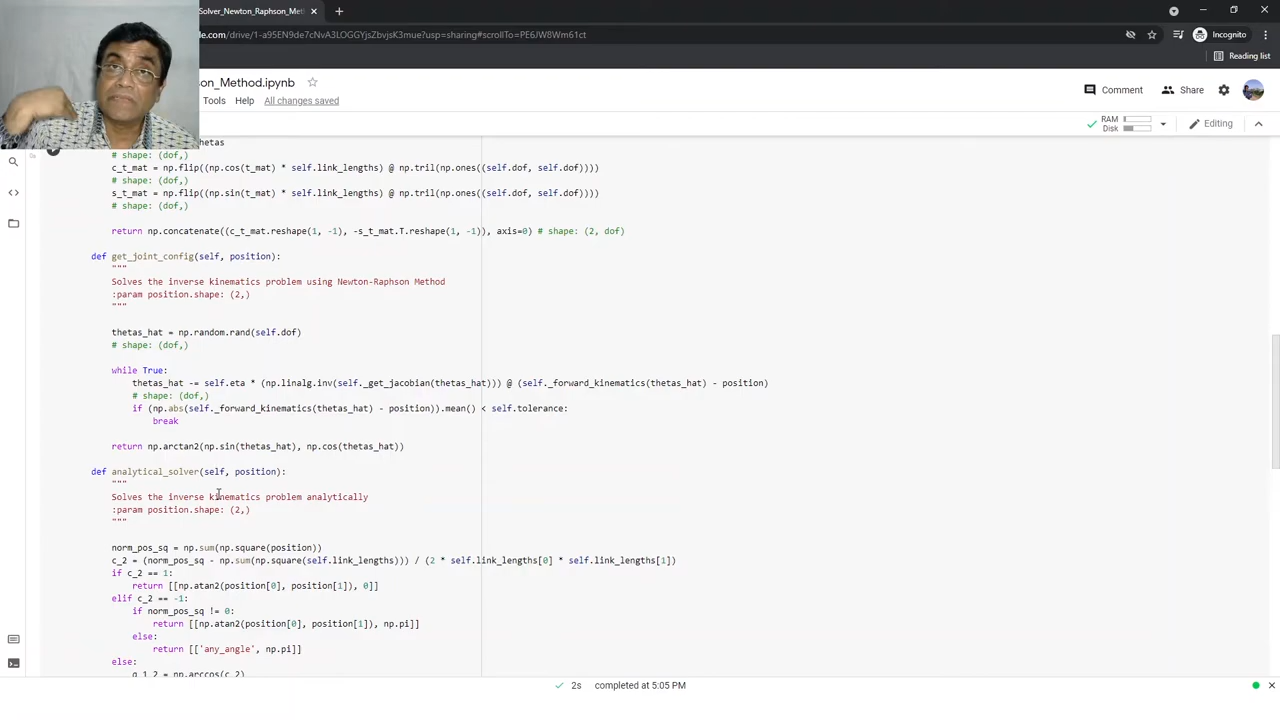 Solver_Newton_Raphson_Met
le.com/drive/1-a95EN9de7cNvA3LOGGYjsZbvjsK3mue?usp=sharing#scrollTo=PE6JW8Wm61ct
Incognito
Reading list
son_Method.ipynb
Comment
Share
Tools
Help
All changes saved
RAM
Disk
Editing
etas
# shape: (dof,)
c_t_mat = np.flip((np.cos(t_mat) * self.link_lengths) @ np.tril(np.ones((self.dof, self.dof))))
# shape: (dof,)
s_t_mat = np.flip((np.sin(t_mat) * self.link_lengths) @ np.tril(np.ones((self.dof, self.dof))))
# shape: (dof,)
return np.concatenate((c_t_mat.reshape(1, -1), -s_t_mat.T.reshape(1, -1)), axis=0) # shape: (2, dof)
def get_joint_config(self, position):
"""
Solves the inverse kinematics problem using Newton-Raphson Method
:param position.shape: (2,)
"""
thetas_hat = np.random.rand(self.dof)
# shape: (dof,)
while True:
thetas_hat -= self.eta * (np.linalg.inv(self._get_jacobian(thetas_hat))) @ (self._forward_kinematics(thetas_hat) - position)
# shape: (dof,)
if (np.abs(self._forward_kinematics(thetas_hat) - position)).mean() < self.tolerance:
break
return np.arctan2(np.sin(thetas_hat), np.cos(thetas_hat))
def analytical_solver(self, position):
"""
Solves the inverse kinematics problem analytically
:param position.shape: (2,)
"""
norm_pos_sq = np.sum(np.square(position))
c_2 = (norm_pos_sq - np.sum(np.square(self.link_lengths))) / (2 * self.link_lengths[0] * self.link_lengths[1])
if c_2 == 1:
return [[np.atan2(position[0], position[1]), 0]]
elif c_2 == -1:
if norm_pos_sq != 0:
return [[np.atan2(position[0], position[1]), np.pi]]
else:
return [['any_angle', np.pi]]
else:
q_1_2 = np.arccos(c_2)
2s
completed at 5:05 PM